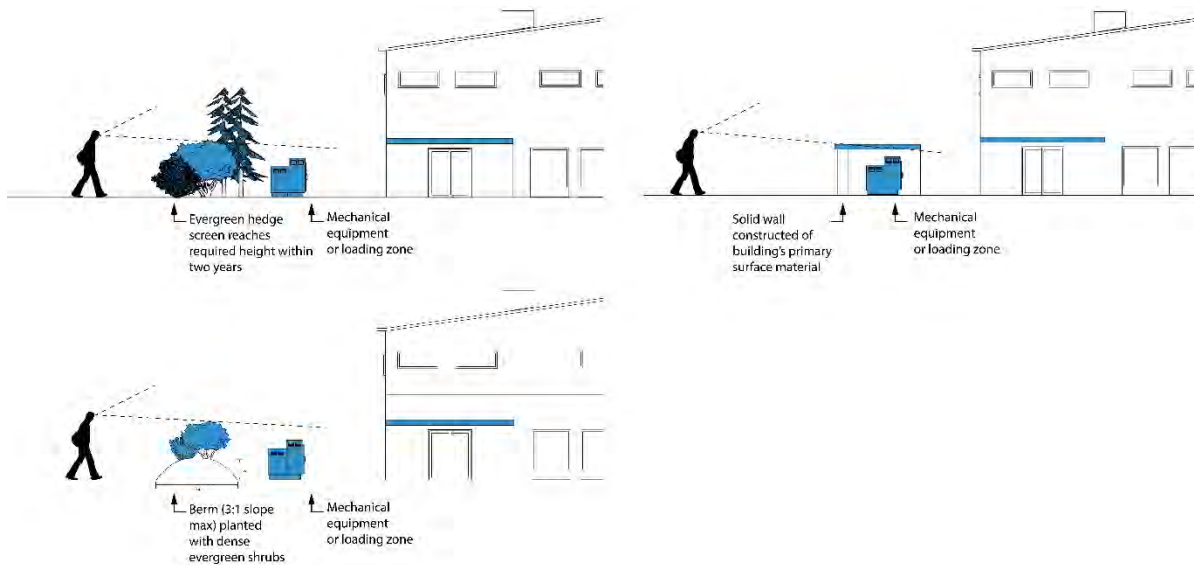 Evergreen hedge
screen reaches
required height within
two years
Mechanical
equipment
or loading zone
Solid wall
constructed of
building's primary
surface material
Mechanical
equipment
or loading zone
Berm (3:1 slope
max) planted
with dense
evergreen shrubs
Mechanical
equipment
or loading zone